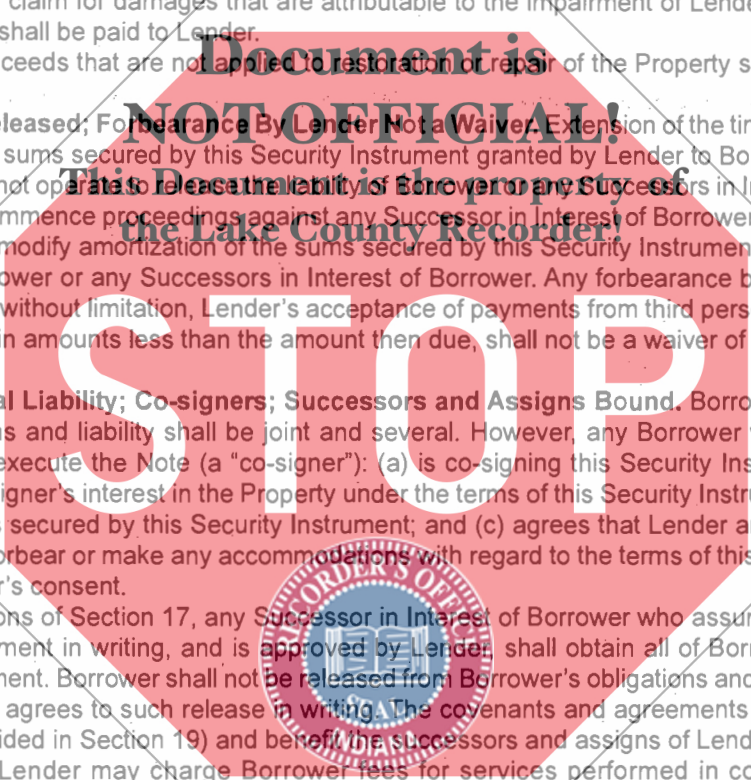 claim for damages that are attributable to the impairment of Lende
shall be paid to Lender.
ceeds that are not applied to restoration or repair of the Property s
Document is
NOT OFFICIAL!
This Document is the property of
the Lake County Recorder!
leased; Forbearance By Lender Not a Waiver. Extension of the tim
sums secured by this Security Instrument granted by Lender to Bo
not operate to release the liability of Borrower or any Successors in I
mmence proceedings against any Successor in Interest of Borrower
modify amortization of the sums secured by this Security Instrumen
ower or any Successors in Interest of Borrower. Any forbearance b
without limitation, Lender's acceptance of payments from third pers
in amounts less than the amount then due, shall not be a waiver of
STOP
al Liability; Co-signers; Successors and Assigns Bound. Borro
s and liability shall be joint and several. However, any Borrower
execute the Note (a "co-signer"): (a) is co-signing this Security Ins
igner's interest in the Property under the terms of this Security Instr
s secured by this Security Instrument; and (c) agrees that Lender a
orbear or make any accommodations with regard to the terms of this
r's consent.
ons of Section 17, any Successor in Interest of Borrower who assur
ment in writing, and is approved by Lender, shall obtain all of Borr
ment. Borrower shall not be released from Borrower's obligations and
agrees to such release in writing. The covenants and agreements
ided in Section 19) and benefit the successors and assigns of Lend
Lender may charge Borrower fees for services performed in co
RECORDER'S OFFICE
SEAL
INDIANA